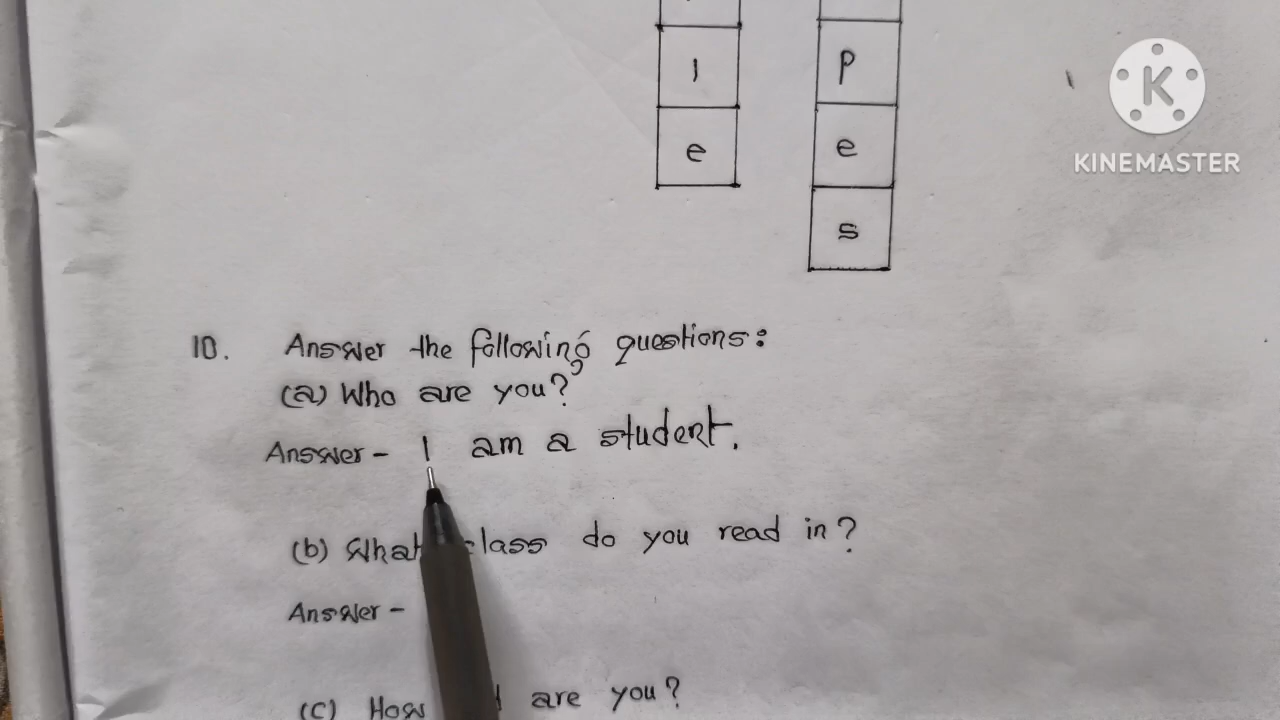 l
P
e
e
s
K
KINEMASTER
10. Answer the following questions:
(a) Who are you?
Answer - I am a student.
(b) What class do you read in?
Answer -
(c) How are you?